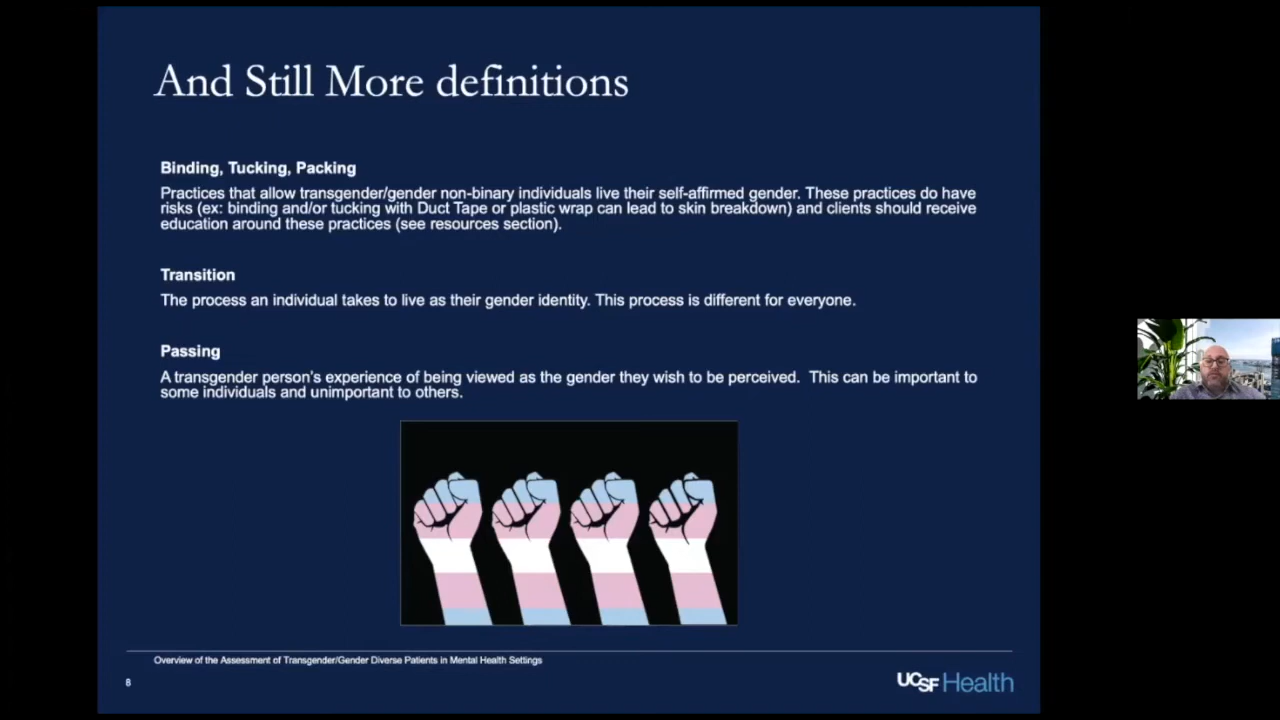 And Still More definitions
Binding, Tucking, Packing
Practices that allow transgender/gender non-binary individuals live their self-affirmed gender. These practices do have
risks (ex: binding and/or tucking with Duct Tape or plastic wrap can lead to skin breakdown) and clients should receive
education around these practices (see resources section).
Transition
The process an individual takes to live as their gender identity. This process is different for everyone.
Passing
A transgender person's experience of being viewed as the gender they wish to be perceived. This can be important to
some individuals and unimportant to others.
Overview of the Assessment of Transgender/Gender Diverse Patients in Mental Health Settings
8
UCSF Health